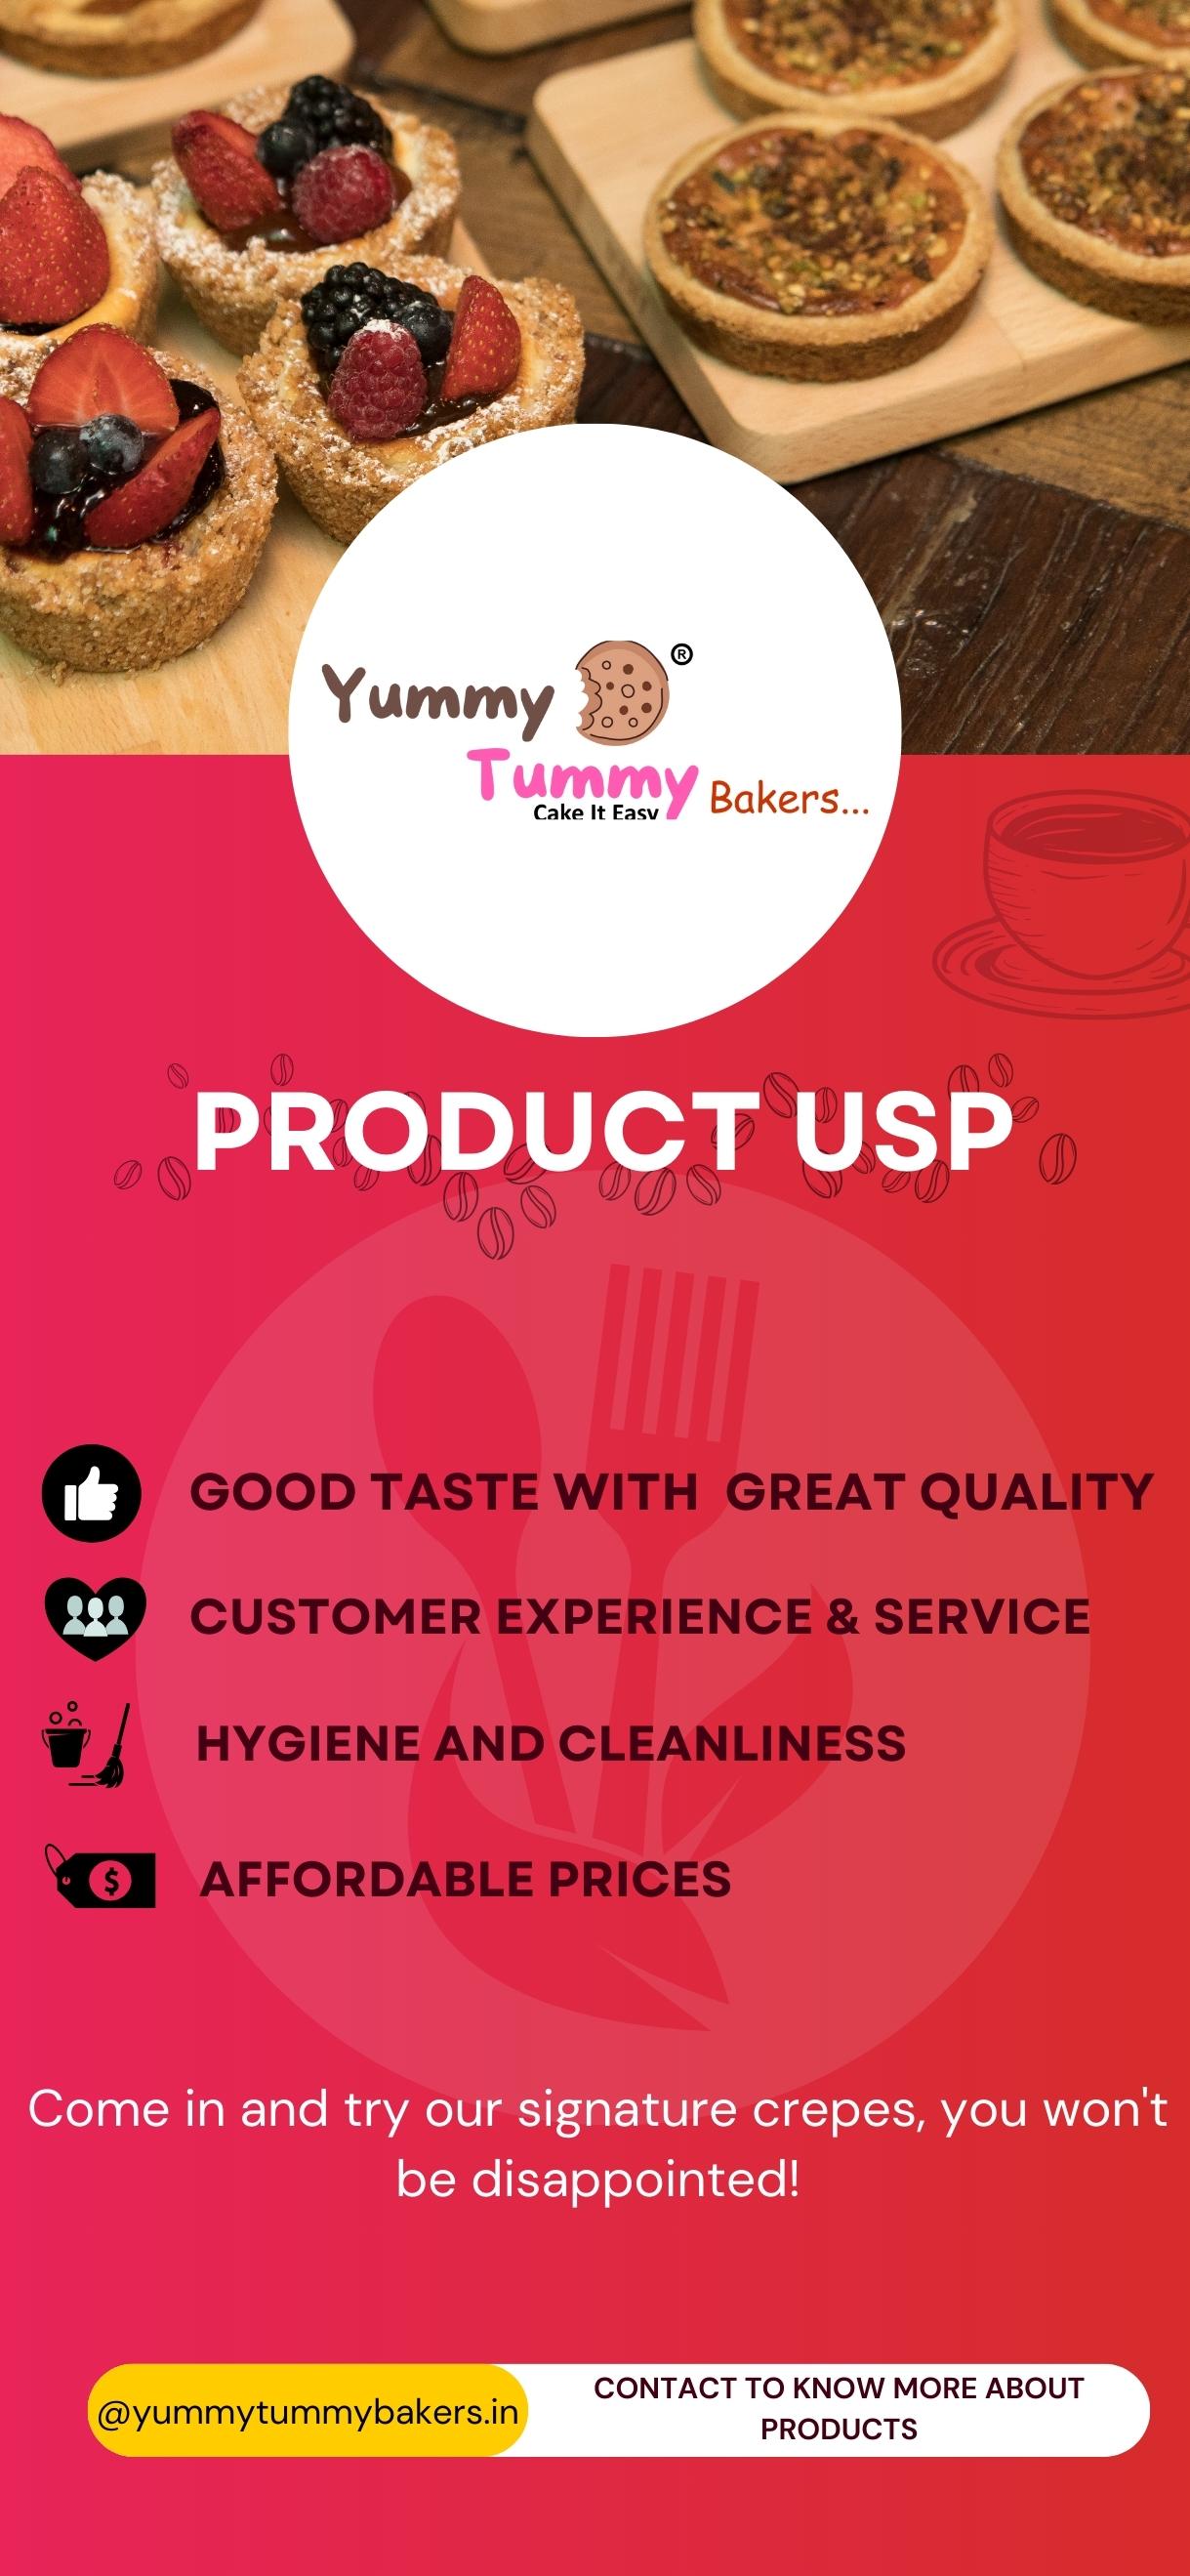 Yummy ®
Tummy Bakers...
Cake It Easy
PRODUCT USP
GOOD TASTE WITH GREAT QUALITY
CUSTOMER EXPERIENCE & SERVICE
HYGIENE AND CLEANLINESS
$ AFFORDABLE PRICES
Come in and try our signature crepes, you won't
be disappointed!
@yummytummybakers.in
CONTACT TO KNOW MORE ABOUT
PRODUCTS